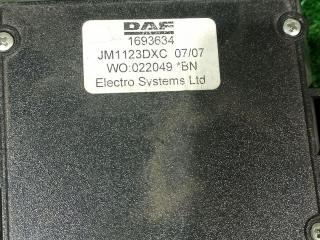 DAF
1693634
JM1123DXC 07/07
WO:022049 *BN
Electro Systems Ltd